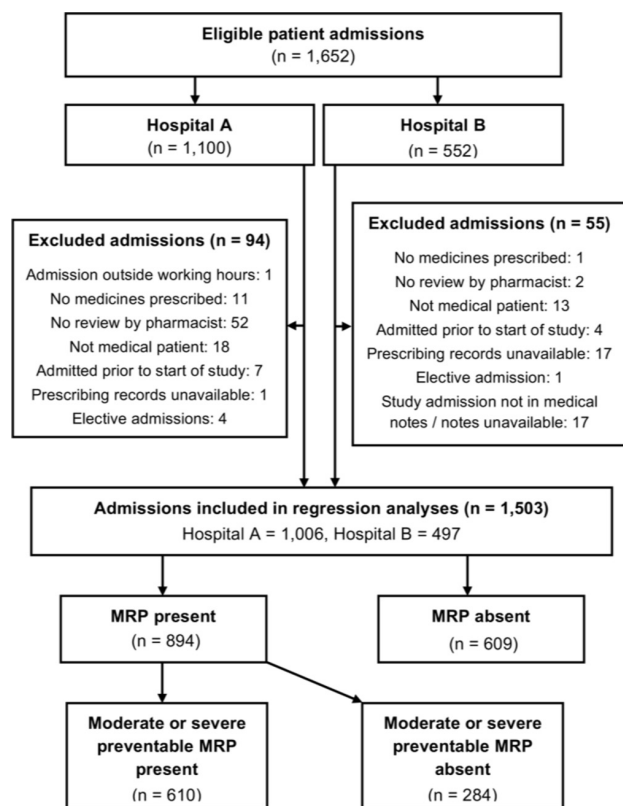 Eligible patient admissions
(n = 1,652)
Hospital A
(n = 1,100)
Hospital B
(n = 552)
Excluded admissions (n = 94)
Admission outside working hours: 1
No medicines prescribed: 11
No review by pharmacist: 52
Not medical patient: 18
Admitted prior to start of study: 7
Prescribing records unavailable: 1
Elective admissions: 4
Excluded admissions (n = 55)
No medicines prescribed: 1
No review by pharmacist: 2
Not medical patient: 13
Admitted prior to start of study: 4
Prescribing records unavailable: 17
Elective admission: 1
Study admission not in medical
notes / notes unavailable: 17
Admissions included in regression analyses (n = 1,503)
Hospital A = 1,006, Hospital B = 497
MRP present
(n = 894)
MRP absent
(n = 609)
Moderate or severe
preventable MRP
present
(n = 610)
Moderate or severe
preventable MRP
absent
(n = 284)